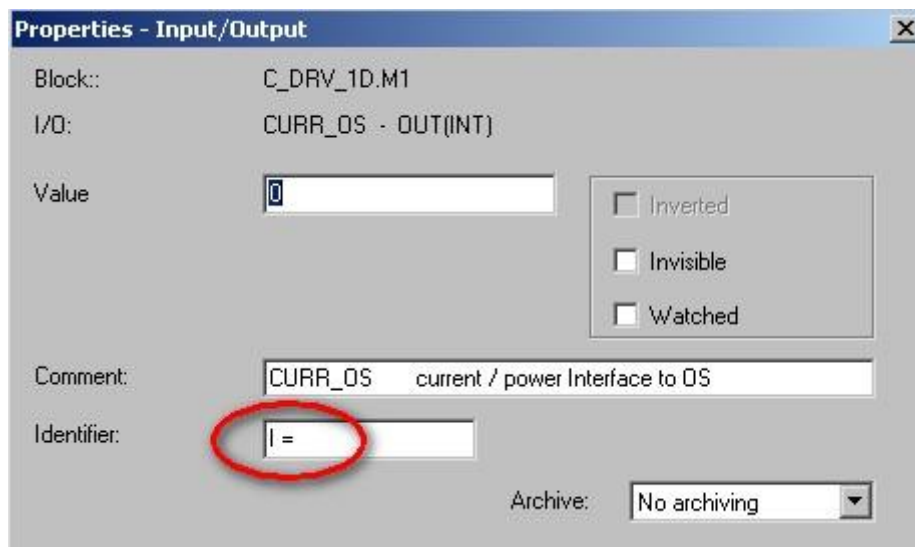 Properties - Input/Output
Block:: C_DRV_1D.M1
I/O: CURR_OS - OUT(INT)
Value 0
Inverted
Invisible
Watched
Comment: CURR_OS current / power Interface to OS
Identifier: I =
Archive: No archiving